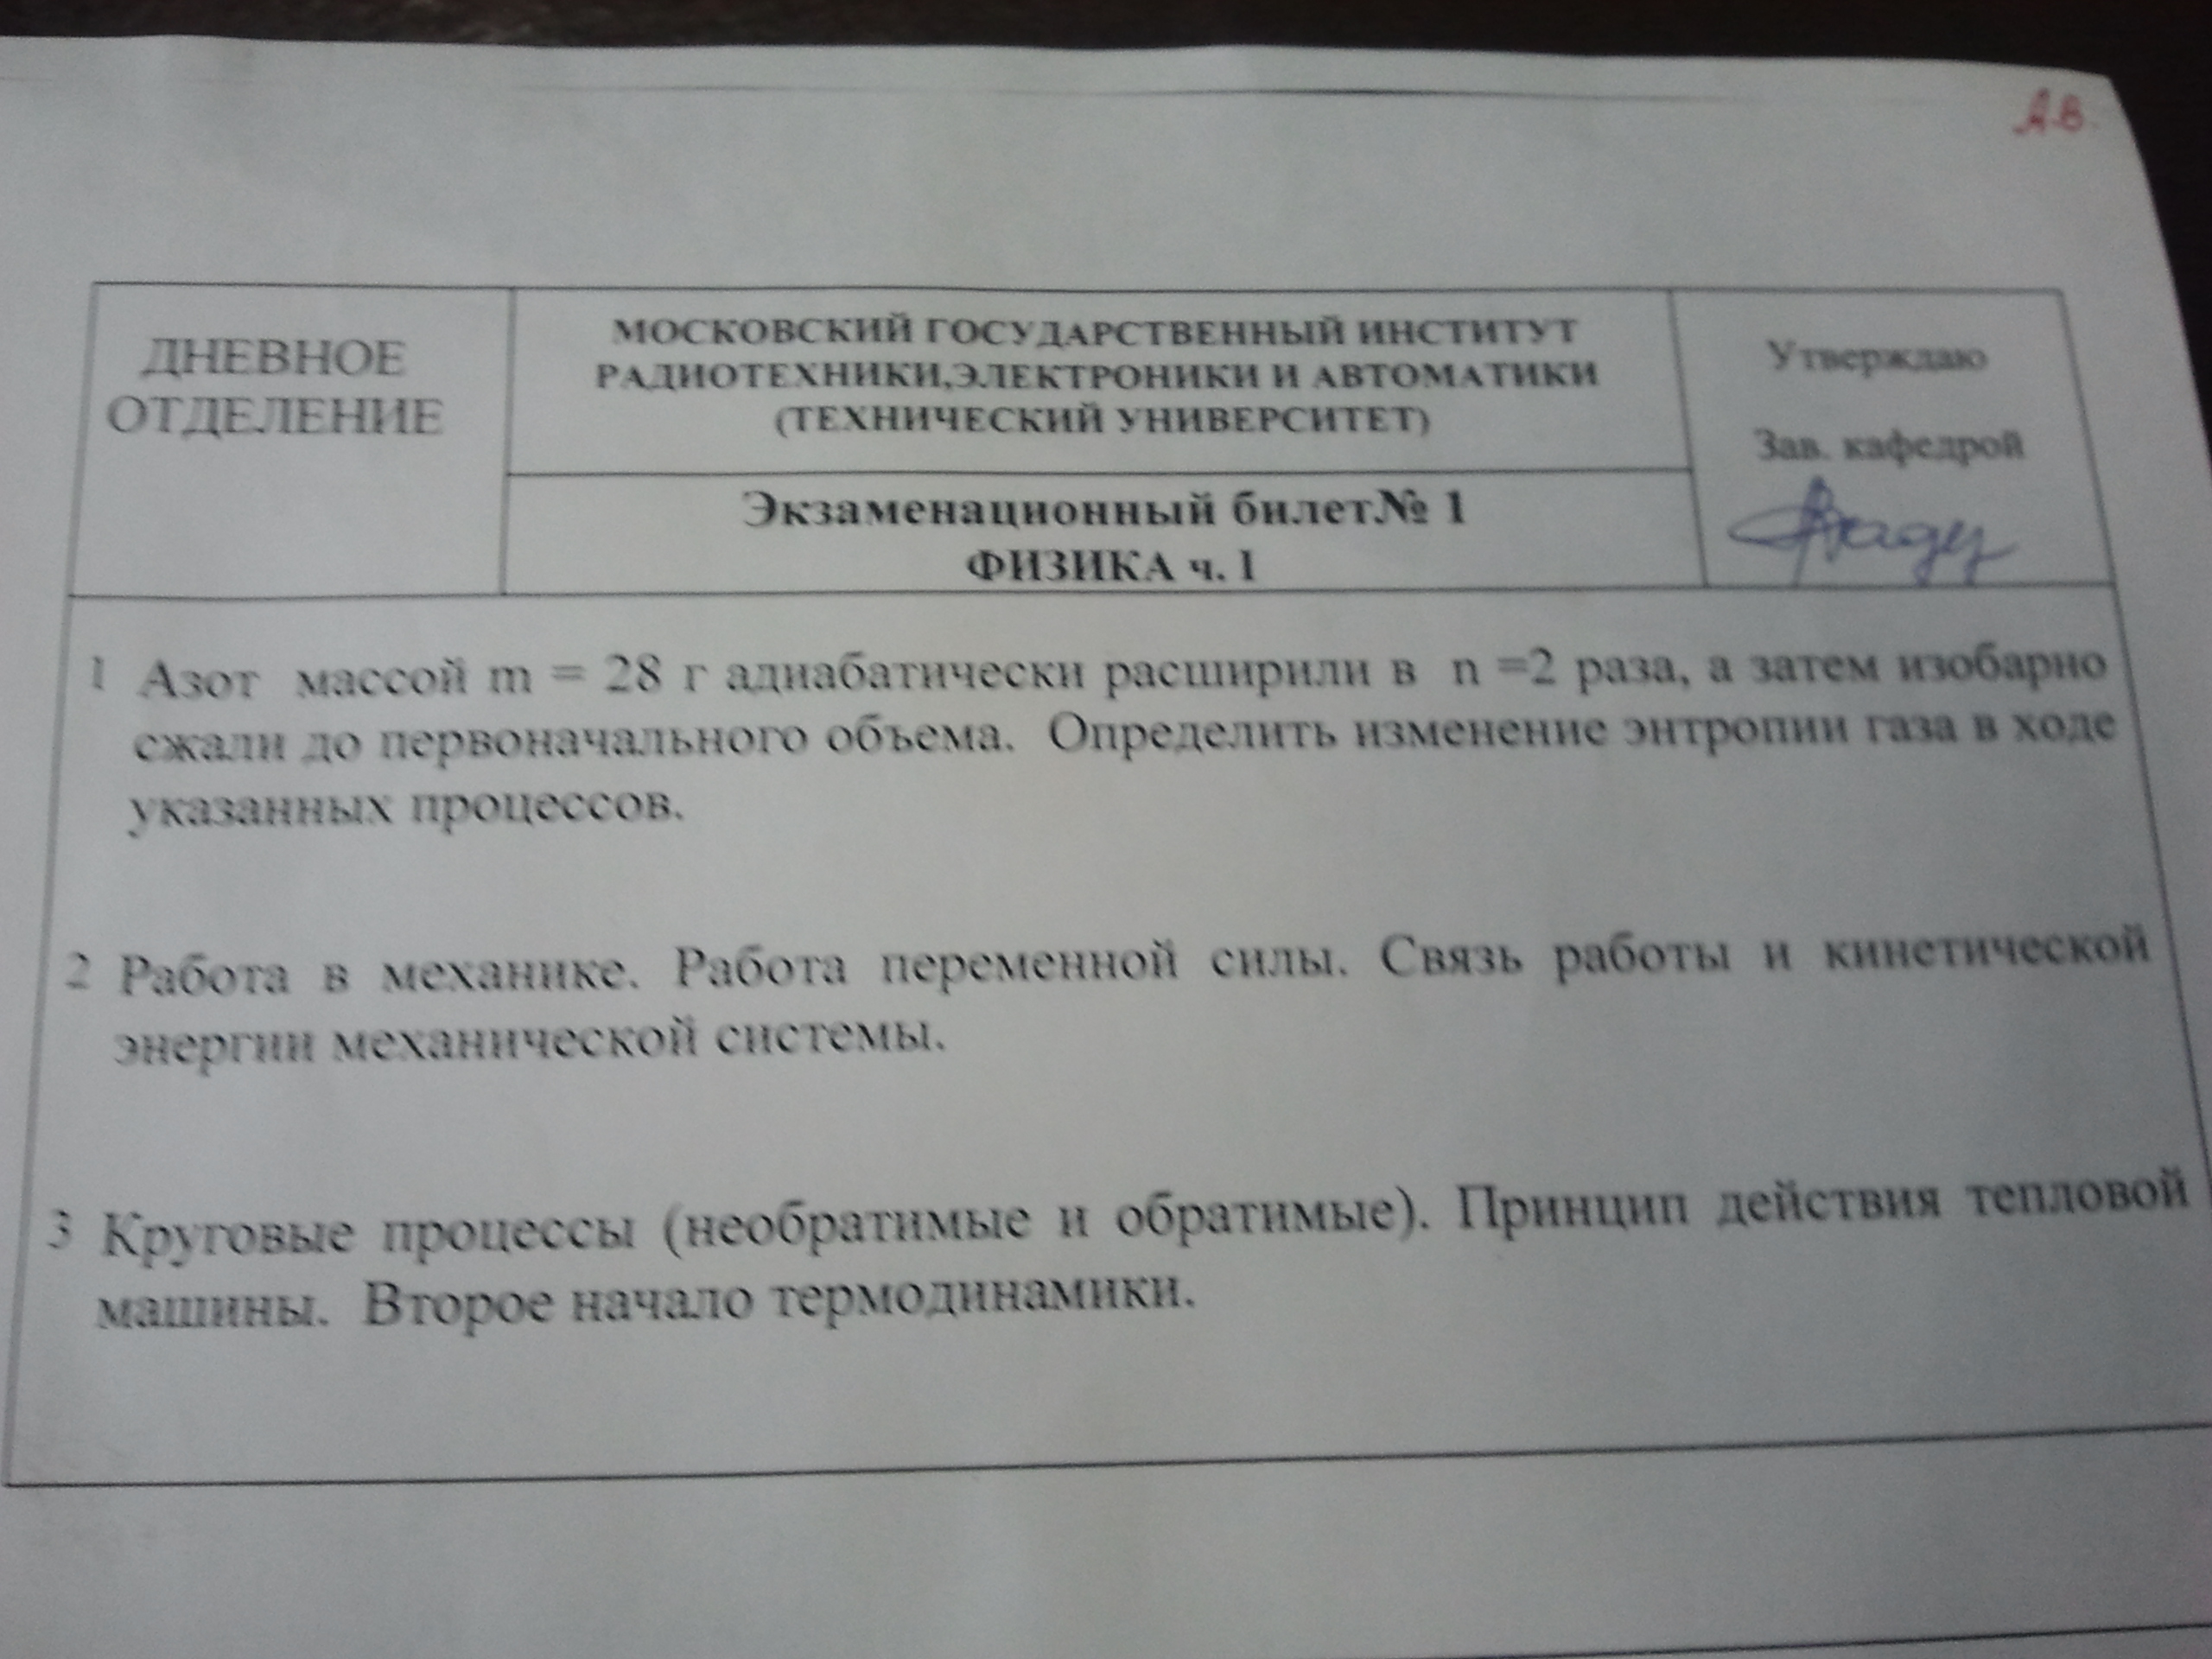 А.В.
ДНЕВНОЕ
ОТДЕЛЕНИЕ
МОСКОВСКИЙ ГОСУДАРСТВЕННЫЙ ИНСТИТУТ
РАДИОТЕХНИКИ,ЭЛЕКТРОНИКИ И АВТОМАТИКИ
(ТЕХНИЧЕСКИЙ УНИВЕРСИТЕТ)
Экзаменационный билет№ 1
ФИЗИКА ч. I
Утверждаю
Зав. кафедрой
1 Азот массой m = 28 г адиабатически расширили в n =2 раза, а затем изобарно
сжали до первоначального объема. Определить изменение энтропии газа в ходе
указанных процессов.
2 Работа в механике. Работа переменной силы. Связь работы и кинетической
энергии механической системы.
3 Круговые процессы (необратимые и обратимые). Принцип действия тепловой
машины. Второе начало термодинамики.